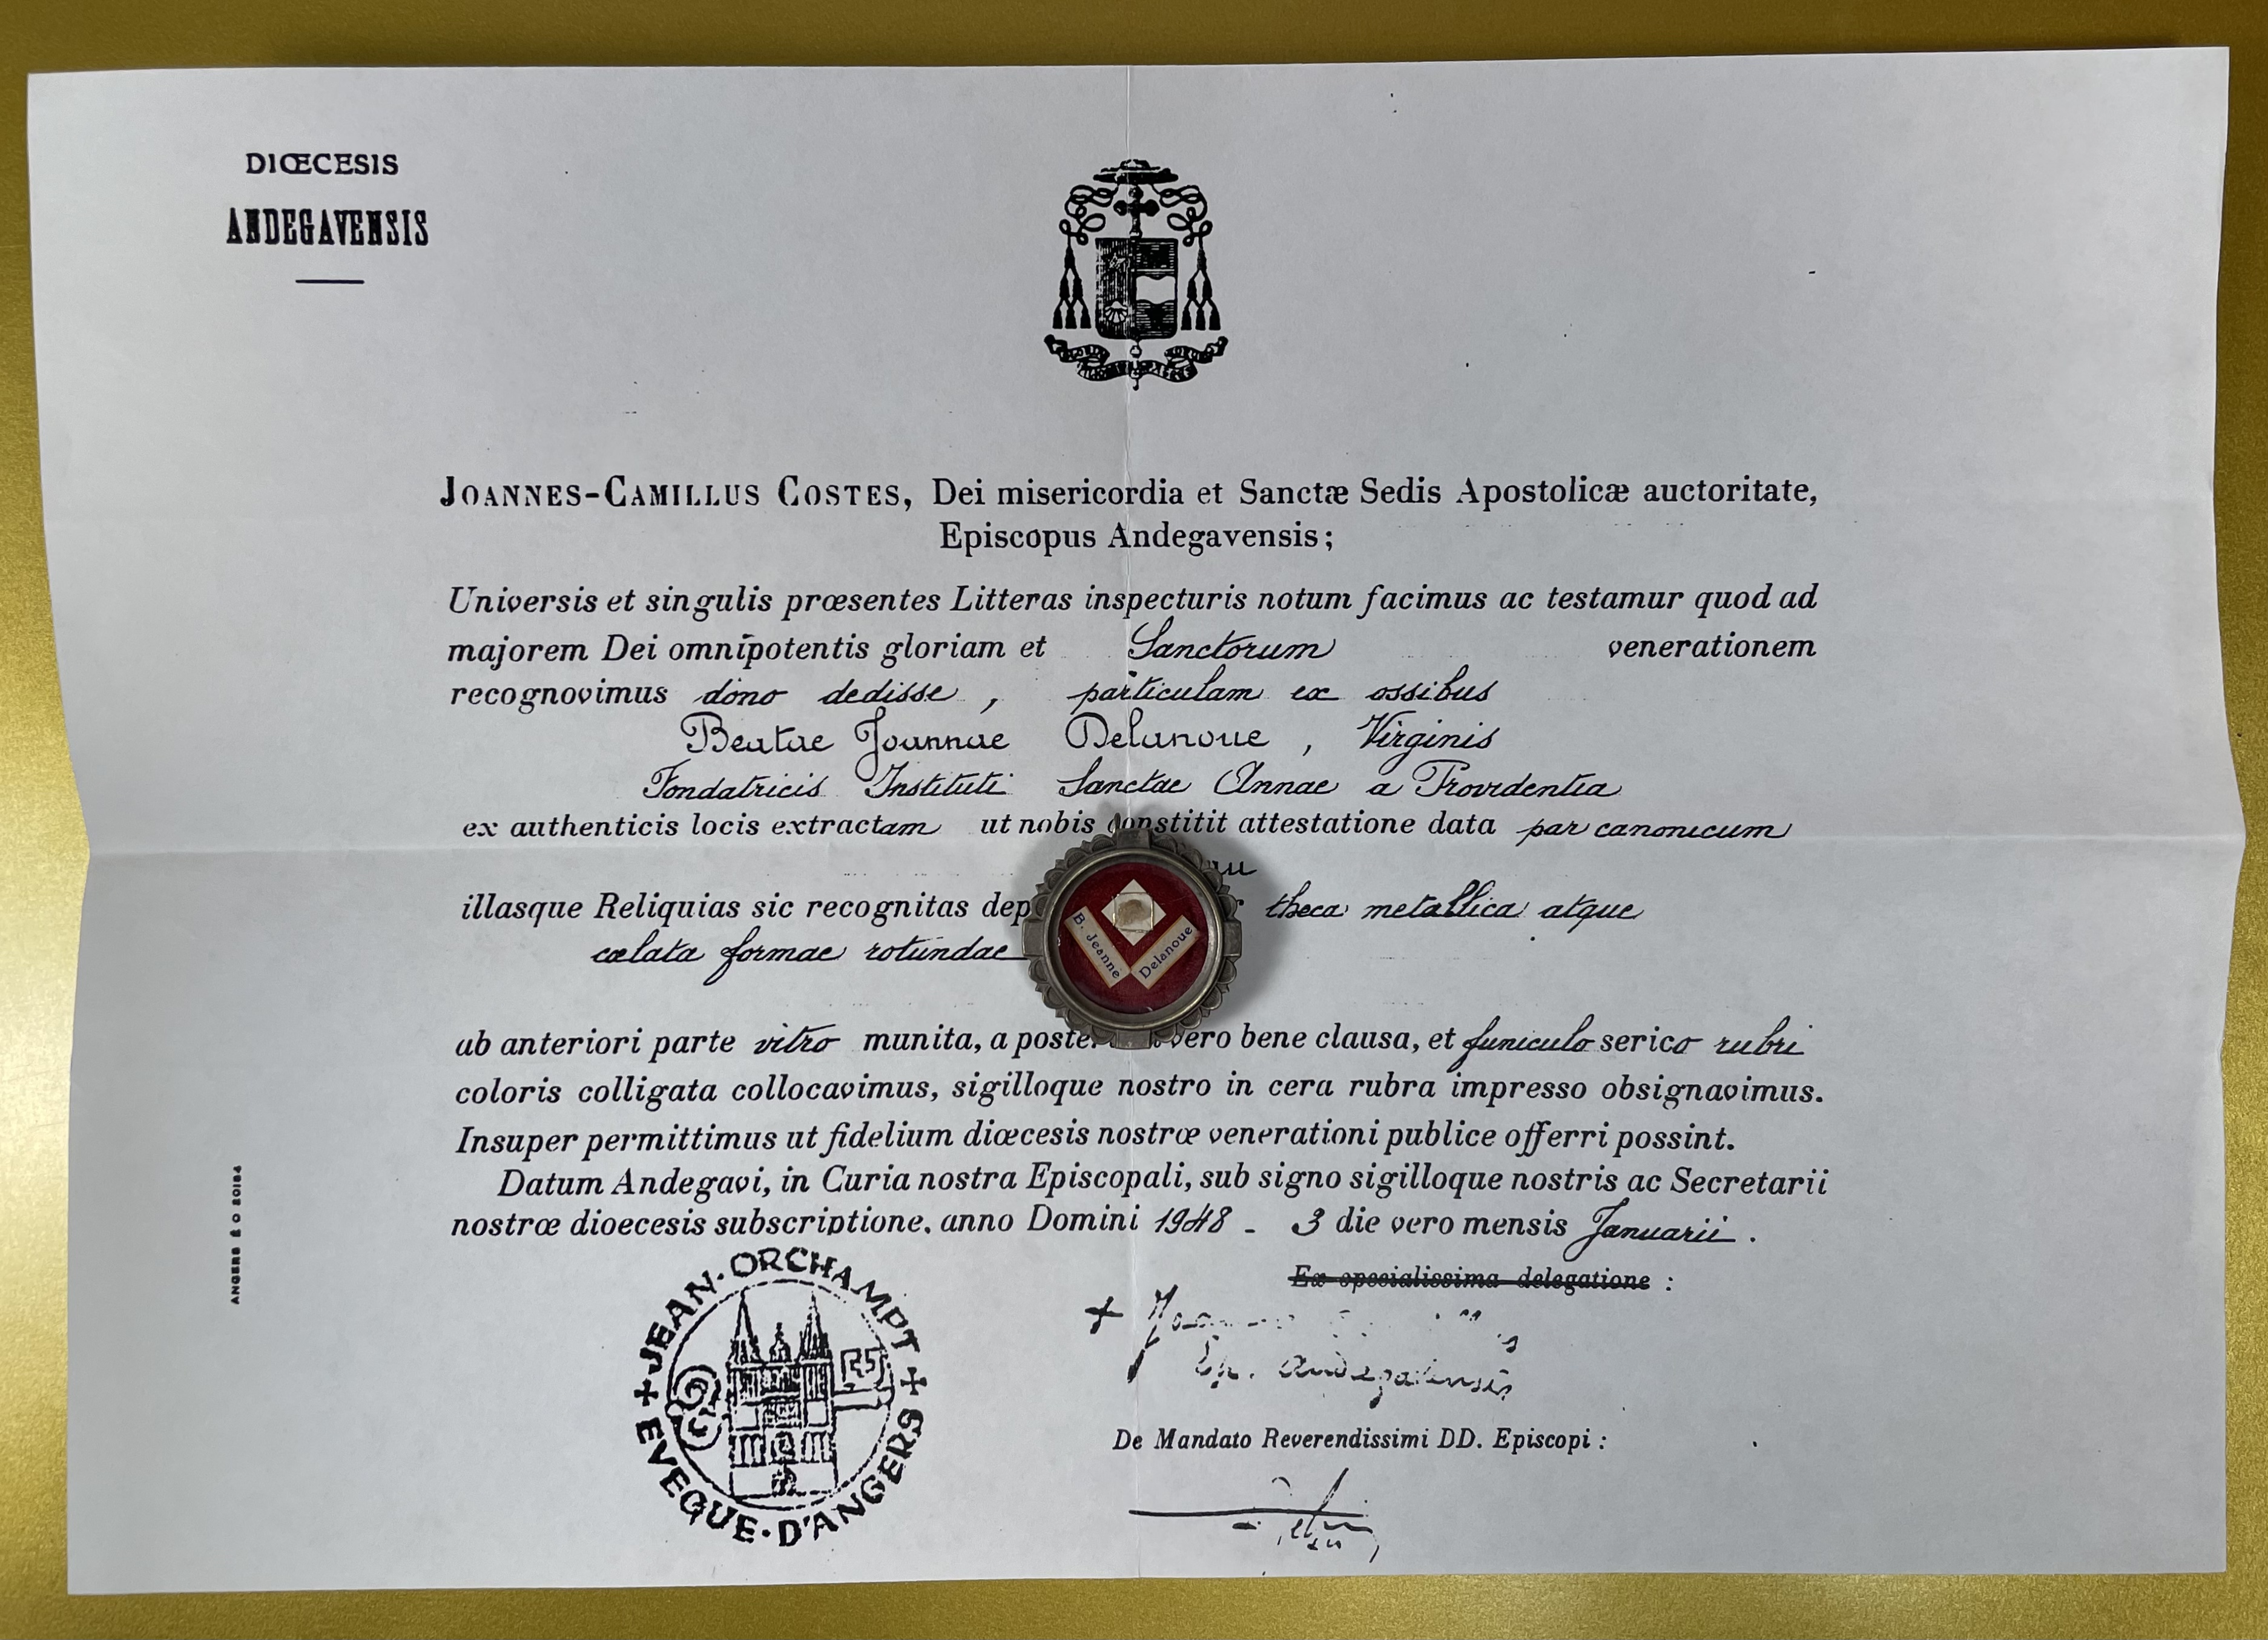 DIŒCESIS
ANDEGAVENSIS
JOANNES-CAMILLUS COSTES, Dei misericordia et Sanctæ Sedis Apostolicæ auctoritate,
Episcopus Andegavensis;
Universis et singulis præsentes Litteras inspecturis notum facimus ac testamur quod ad
majorem Dei omnipotentis gloriam et Sanctorum venerationem
recognovimus dono dedisse, particulam ex ossibus
Beatae Joannae Delanoue, Virginis
Fondatricis Instituti Sanctae Annae a Providentia
ex authenticis locis extractam ut nobis constitit attestatione data par canonicum
illasque Reliquias sic recognitas theca metallica atque
cælata formae rotundae
B. Jeanne
Delanoue
ab anteriori parte vitro munita, a vero bene clausa, et funiculo serico rubri
coloris colligata collocavimus, sigilloque nostro in cera rubra impresso obsignavimus.
Insuper permittimus ut fidelium diœcesis nostræ venerationi publice offerri possint.
Datum Andegavi, in Curia nostra Episcopali, sub signo sigilloque nostris ac Secretarii
nostræ dioecesis subscriptione, anno Domini 1948 - 3 die vero mensis Januarii.
Ex specialissima delegatione :
Ep. Andegavensis
De Mandato Reverendissimi DD. Episcopi :
+ JEAN · ORCHAMPT +
EVEQUE · D'ANGERS